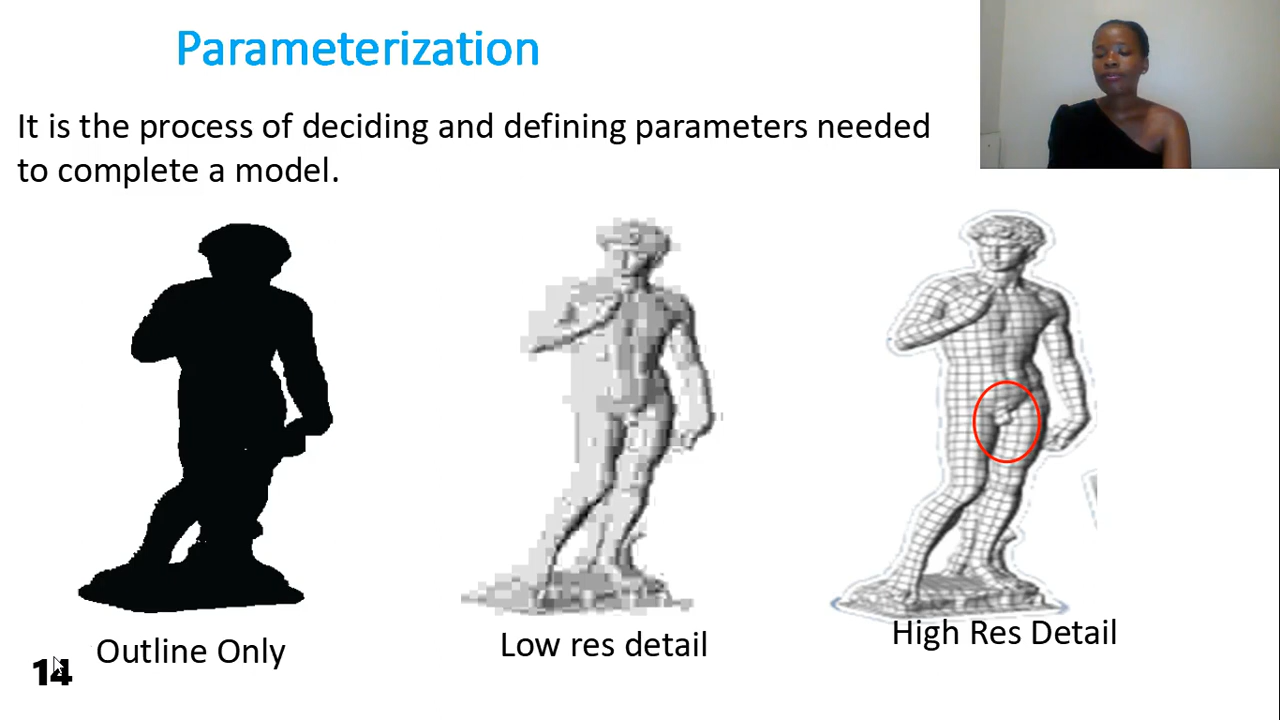 Parameterization
It is the process of deciding and defining parameters needed
to complete a model.
Outline Only
Low res detail
High Res Detail
14